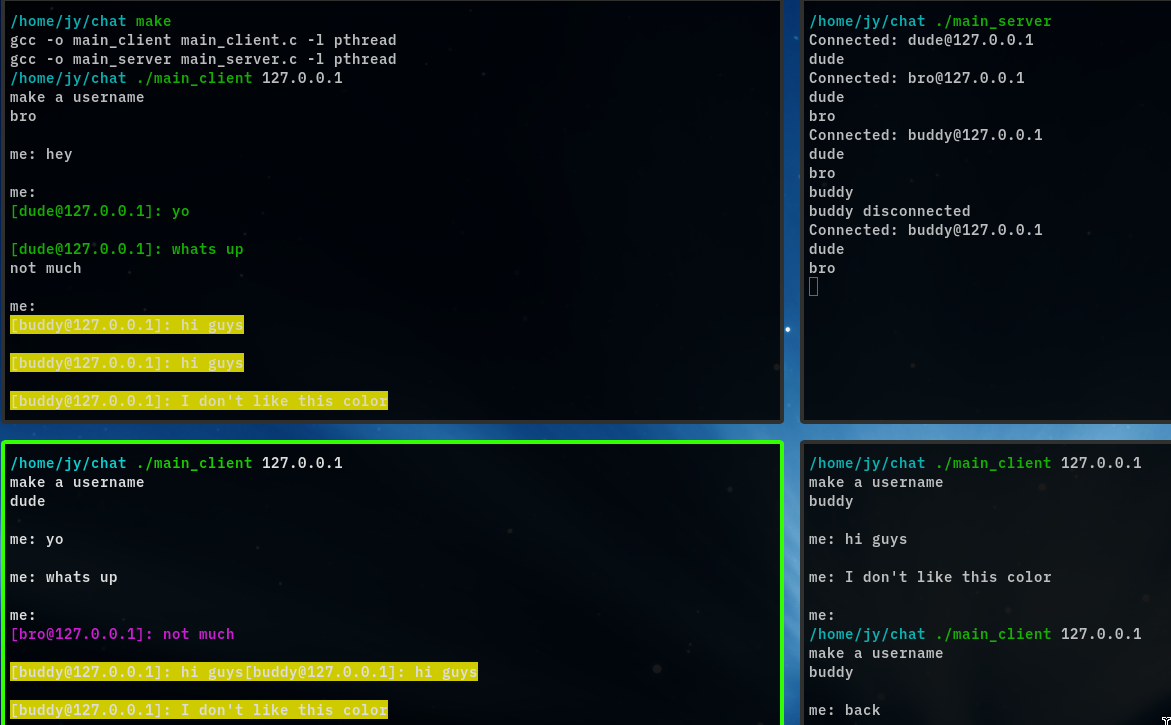 /home/jy/chat make
gcc -o main_client main_client.c -l pthread
gcc -o main_server main_server.c -l pthread
/home/jy/chat ./main_client 127.0.0.1
make a username
bro
me: hey
me:
[dude@127.0.0.1]: yo
[dude@127.0.0.1]: whats up
not much
me:
[buddy@127.0.0.1]: hi guys
[buddy@127.0.0.1]: hi guys
[buddy@127.0.0.1]: I don't like this color
/home/jy/chat ./main_server
Connected: dude@127.0.0.1
dude
Connected: bro@127.0.0.1
dude
bro
Connected: buddy@127.0.0.1
dude
bro
buddy
buddy disconnected
Connected: buddy@127.0.0.1
dude
bro
/home/jy/chat ./main_client 127.0.0.1
make a username
dude
me: yo
me: whats up
me:
[bro@127.0.0.1]: not much
[buddy@127.0.0.1]: hi guys[buddy@127.0.0.1]: hi guys
[buddy@127.0.0.1]: I don't like this color
/home/jy/chat ./main_client 127.0.0.1
make a username
buddy
me: hi guys
me: I don't like this color
me:
/home/jy/chat ./main_client 127.0.0.1
make a username
buddy
me: back